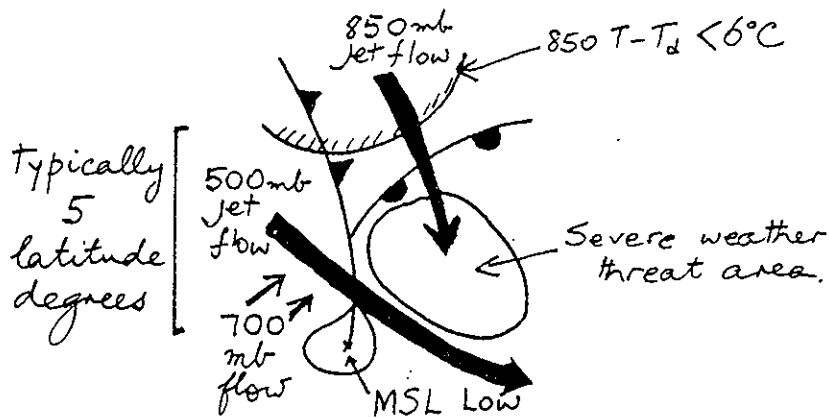 850mb
jet flow
850 T-Td <6°C
Typically
5
latitude
degrees
500mb
jet
flow
Severe weather
threat area.
700
mb
flow
MSL Low